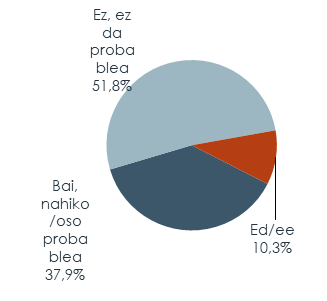 Ez, ez
da
proba
blea
51,8%
Bai,
nahiko
/oso
proba
blea
37,9%
Ed/ee
10,3%